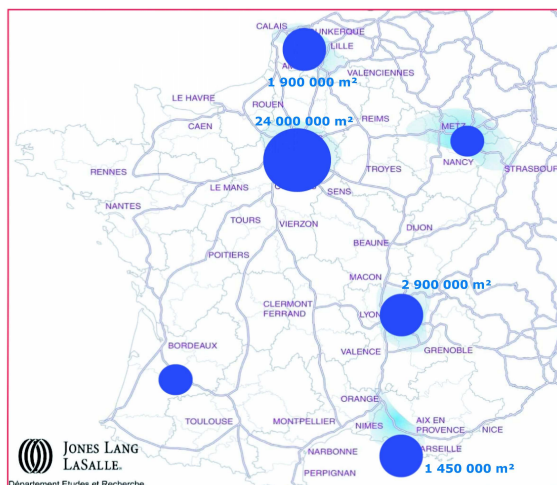 CALAIS
UNKERQUE
LILLE
1 900 000 m²
VALENCIENNES
LE HAVRE
ROUEN
CAEN
24 000 000 m²
REIMS
METZ
NANCY
STRASBOUR
RENNES
TROYES
LE MANS
SENS
NANTES
TOURS
VIERZON
DIJON
BEAUNE
POITIERS
MACON
2 900 000 m²
CLERMONT
FERRAND
LYON
BORDEAUX
VALENCE
GRENOBLE
ORANGE
TOULOUSE
MONTPELLIER
NIMES
AIX EN
PROVENCE
NICE
NARBONNE
ARSEILLE
PERPIGNAN
1 450 000 m²
JONES LANG
LASALLE®
Département Etudes et Recherche